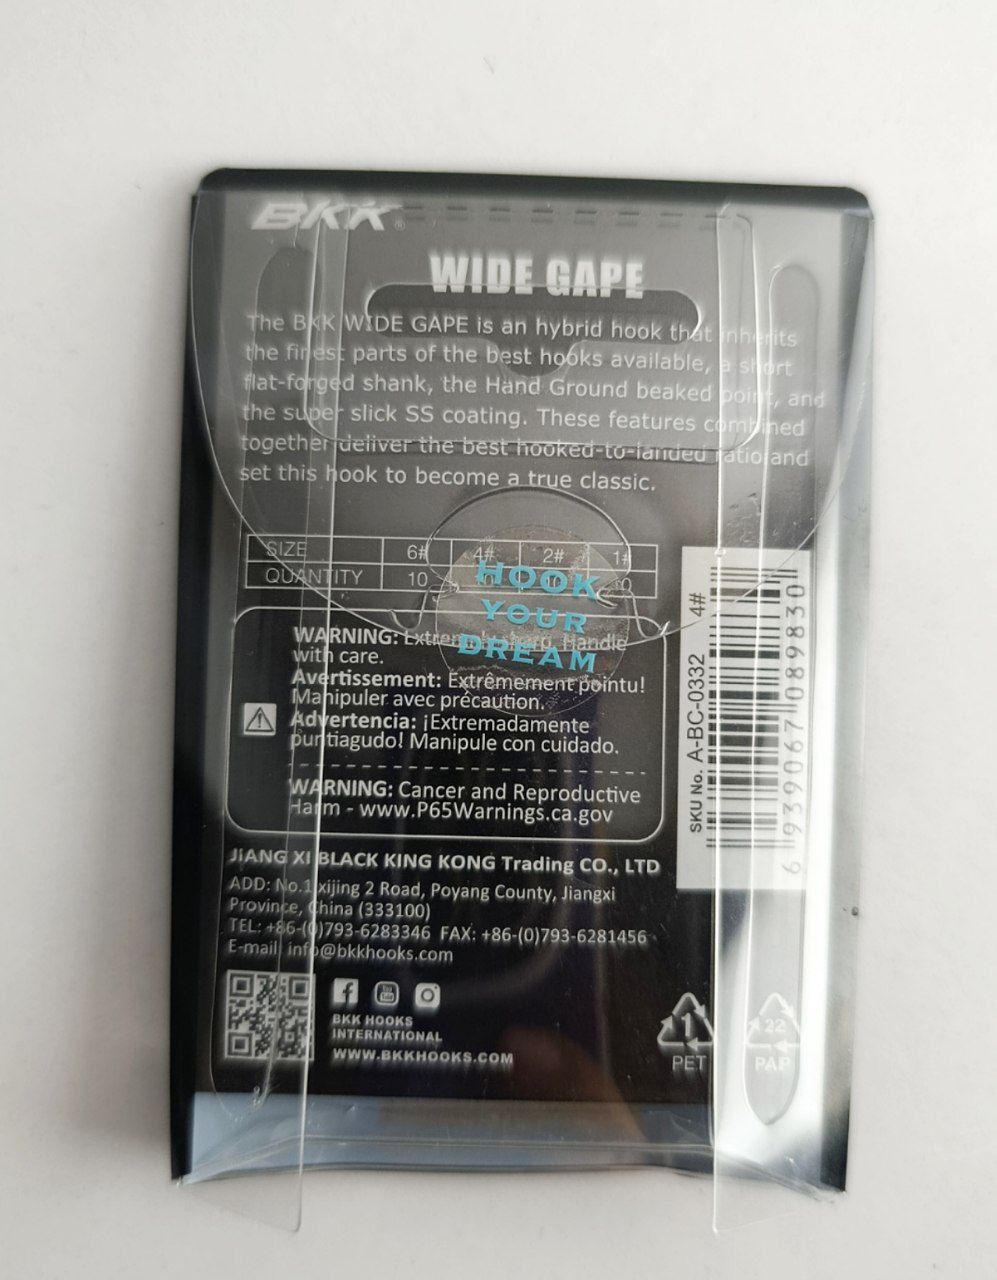 BKK®
WIDE GAPE
The BKK WIDE GAPE is an hybrid hook that inherits
the finest parts of the best hooks available, a short
flat-forged shank, the Hand Ground beaked point, and
the super slick SS coating. These features combined
together deliver the best hooked-to-landed ratio and
set this hook to become a true classic.
SIZE 6# 4# 2# 1#
QUANTITY 10 10
HOOK
YOUR
DREAM
WARNING: Extremely sharp. Handle
with care.
Avertissement: Extrêmement pointu!
Manipuler avec précaution.
Advertencia: ¡Extremadamente
puntiagudo! Manipule con cuidado.
WARNING: Cancer and Reproductive
Harm - www.P65Warnings.ca.gov
SKU No. A-BC-0332 4#
6 939067 089830
JIANG XI BLACK KING KONG Trading CO., LTD
ADD: No.1 xijing 2 Road, Poyang County, Jiangxi
Province, China (333100)
TEL: +86-(0)793-6283346 FAX: +86-(0)793-6281456
E-mail: info@bkkhooks.com
BKK HOOKS
INTERNATIONAL
WWW.BKKHOOKS.COM
1
PET
22
PAP